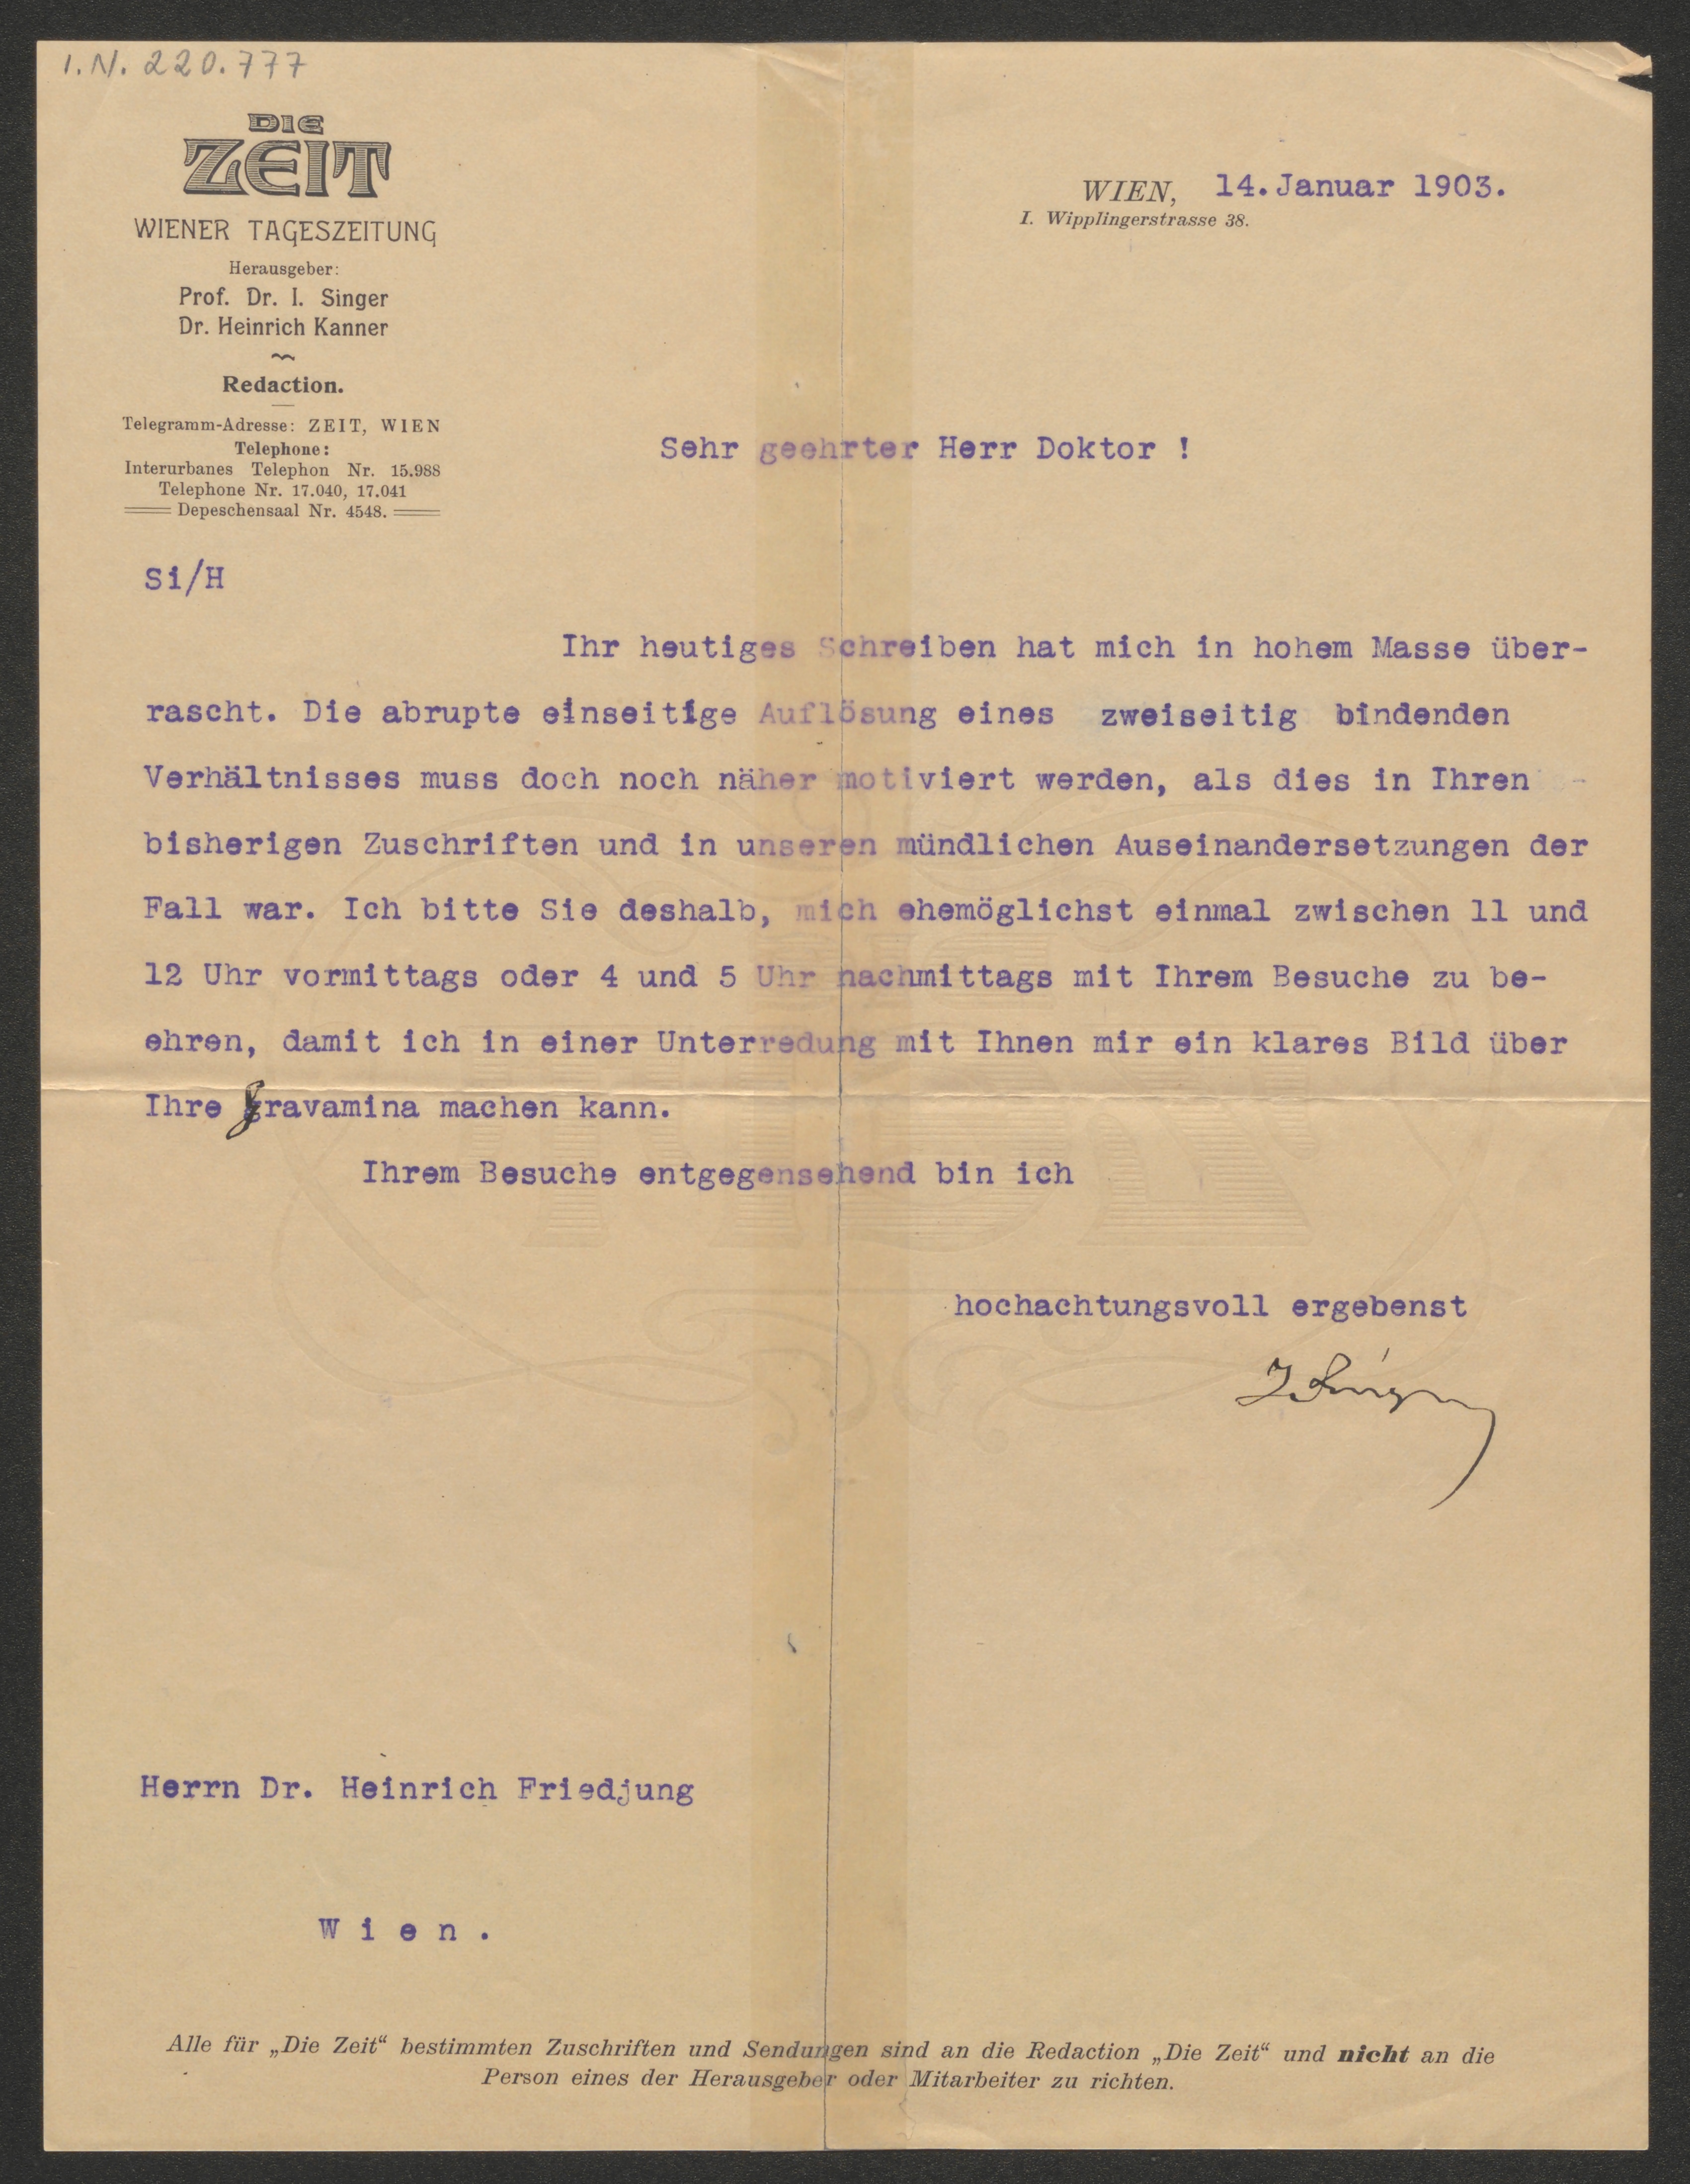 I.N. 220.777
DIE
ZEIT
WIENER TAGESZEITUNG
Herausgeber:
Prof. Dr. I. Singer
Dr. Heinrich Kanner
Redaction.
Telegramm-Adresse: ZEIT, WIEN
Telephone:
Interurbanes Telephon Nr. 15.988
Telephone Nr. 17.040, 17.041
Depeschensaal Nr. 4548.
WIEN, 14. Januar 1903.
I. Wipplingerstrasse 38.
Sehr geehrter Herr Doktor !
Si/H
Ihr heutiges Schreiben hat mich in hohem Masse über-
rascht. Die abrupte einseitige Auflösung eines zweiseitig bindenden
Verhältnisses muss doch noch näher motiviert werden, als dies in Ihren
bisherigen Zuschriften und in unseren mündlichen Auseinandersetzungen der
Fall war. Ich bitte Sie deshalb, mich ehemöglichst einmal zwischen 11 und
12 Uhr vormittags oder 4 und 5 Uhr nachmittags mit Ihrem Besuche zu be-
ehren, damit ich in einer Unterredung mit Ihnen mir ein klares Bild über
Ihre gravamina machen kann.
Ihrem Besuche entgegensehend bin ich
hochachtungsvoll ergebenst
I. Singer
Herrn Dr. Heinrich Friedjung
Wien.
Alle für „Die Zeit“ bestimmten Zuschriften und Sendungen sind an die Redaction „Die Zeit“ und nicht an die
Person eines der Herausgeber oder Mitarbeiter zu richten.